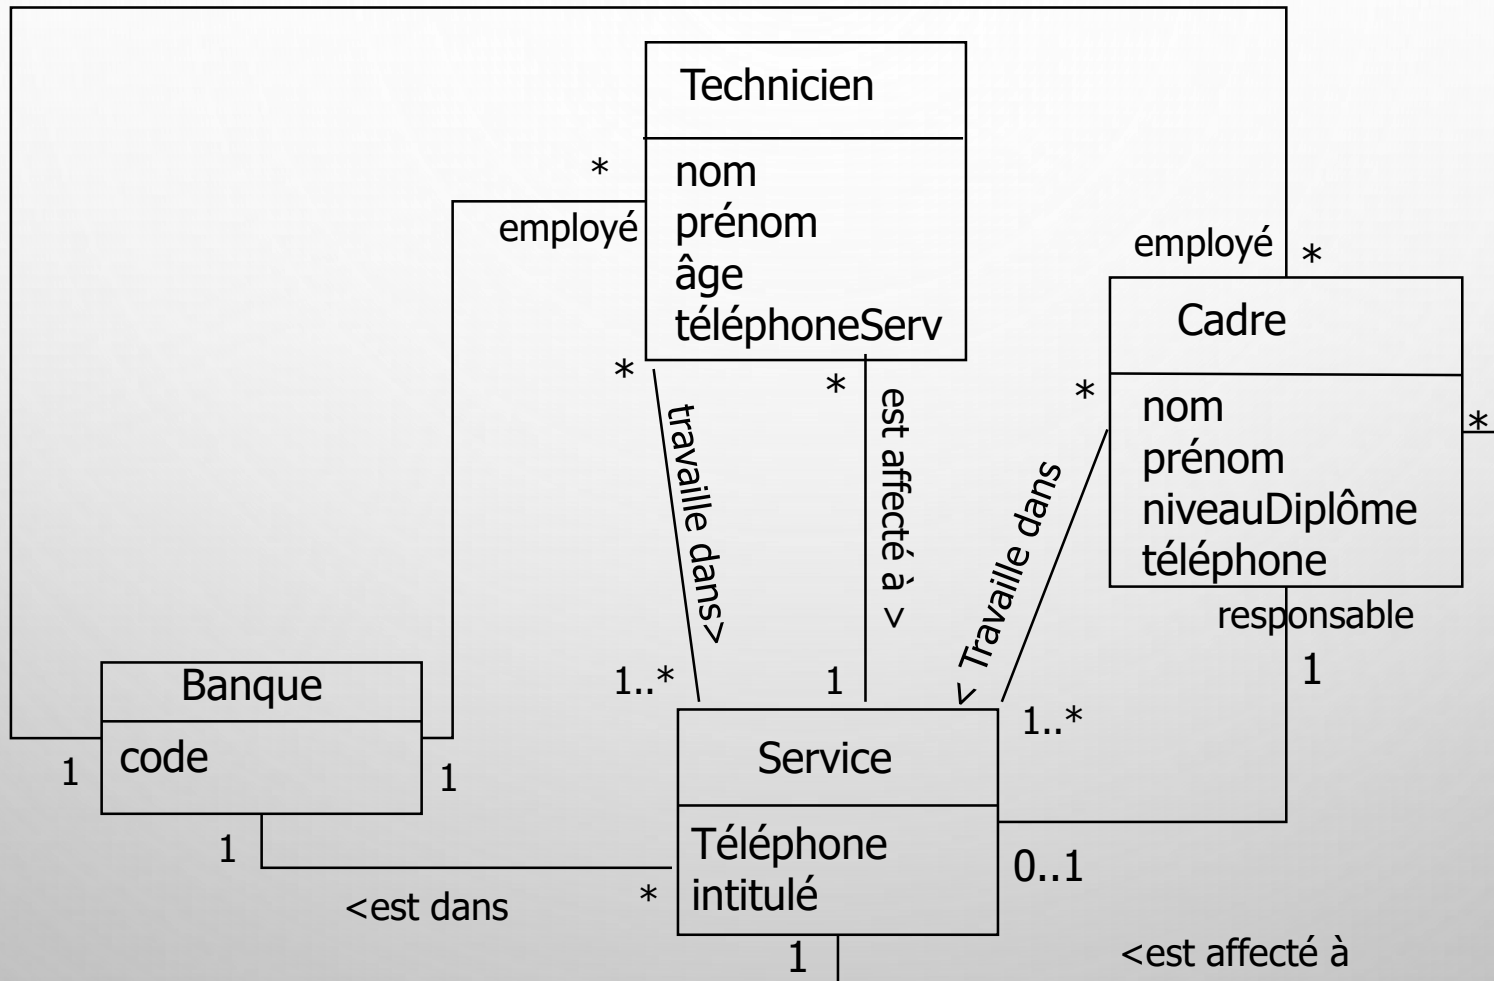 Technicien
nom
prénom
âge
téléphoneServ
*
employé
employé
*
Cadre
nom
prénom
niveauDiplôme
téléphone
*
*
*
*
travaille dans>
est affecté à >
< Travaille dans
responsable
1
1..*
1
1..*
Banque
code
1
1
1
Service
Téléphone
intitulé
0..1
<est dans
*
1
<est affecté à